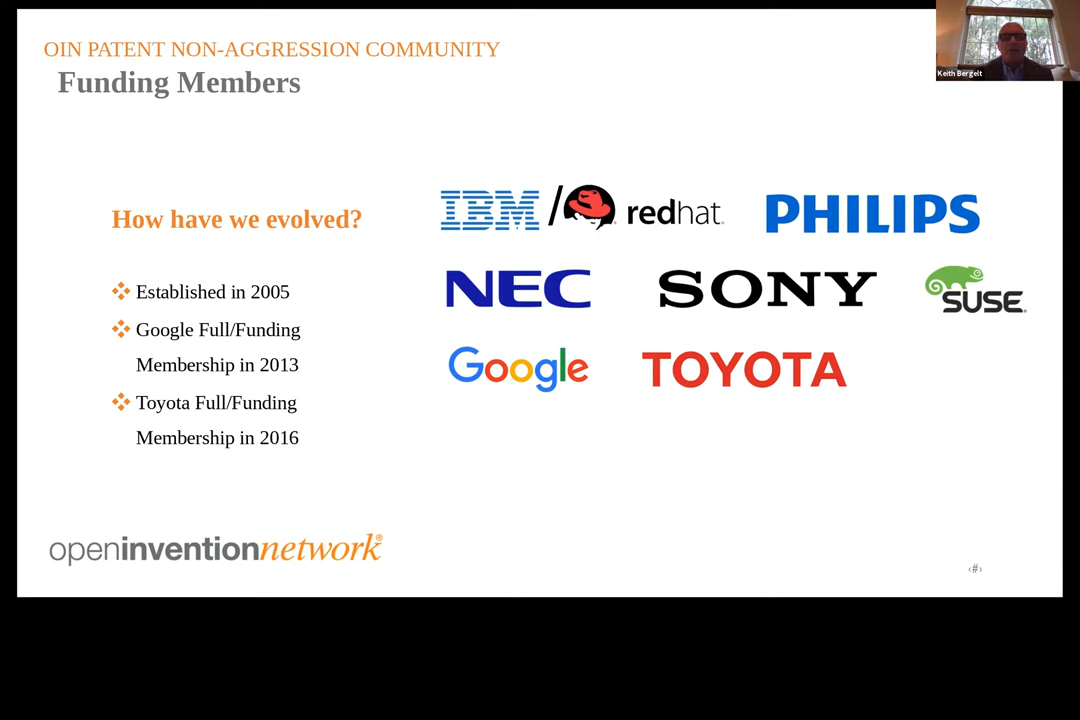 OIN PATENT NON-AGGRESSION COMMUNITY
Funding Members
Keith Bergelt
How have we evolved?
Established in 2005
Google Full/Funding
Membership in 2013
Toyota Full/Funding
Membership in 2016
IBM / redhat.
PHILIPS
NEC
SONY
SUSE.
Google
TOYOTA
openinventionnetwork®
‹#›